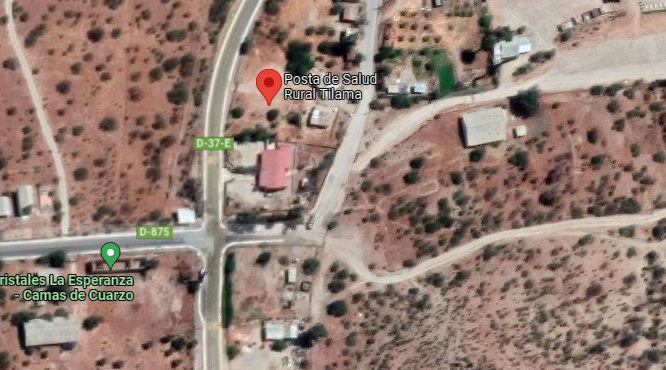 Posta de Salud
Rural Tilama
D-37-E
D-875
ristales La Esperanza
- Camas de Cuarzo